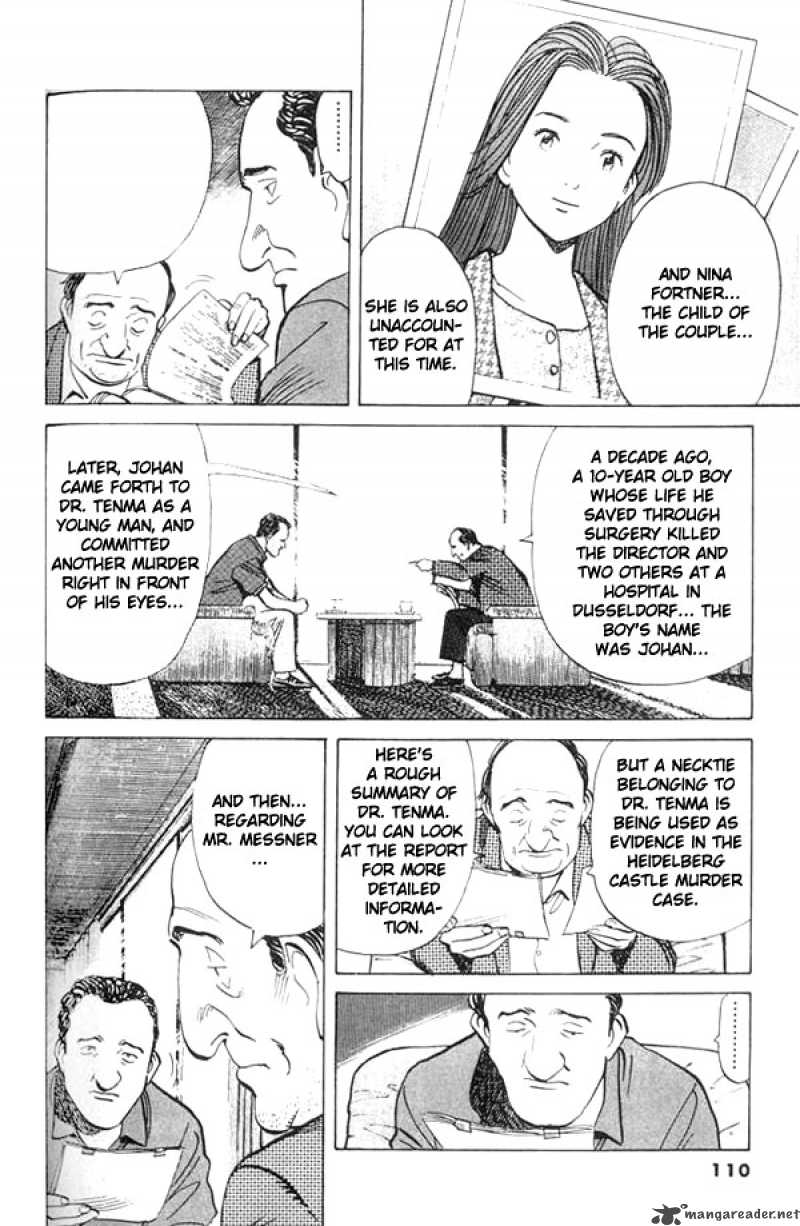 AND NINA
FORTNER...
THE CHILD OF
THE COUPLE...
SHE IS ALSO
UNACCOUN-
TED FOR AT
THIS TIME.
.......
A DECADE AGO,
A 10-YEAR OLD BOY
WHOSE LIFE HE
SAVED THROUGH
SURGERY KILLED
THE DIRECTOR AND
TWO OTHERS AT A
HOSPITAL IN
DUSSELDORF... THE
BOY'S NAME
WAS JOHAN...
LATER, JOHAN
CAME FORTH TO
DR. TENMA AS A
YOUNG MAN, AND
COMMITTED
ANOTHER MURDER
RIGHT IN FRONT
OF HIS EYES...
BUT A NECKTIE
BELONGING TO
DR. TENMA IS
BEING USED AS
EVIDENCE IN THE
HEIDELBERG
CASTLE MURDER
CASE.
HERE'S
A ROUGH
SUMMARY OF
DR. TENMA.
YOU CAN LOOK
AT THE REPORT
FOR MORE
DETAILED
INFORMA-
TION.
.......
AND THEN...
REGARDING
MR. MESSNER
...
110
mangareader.net